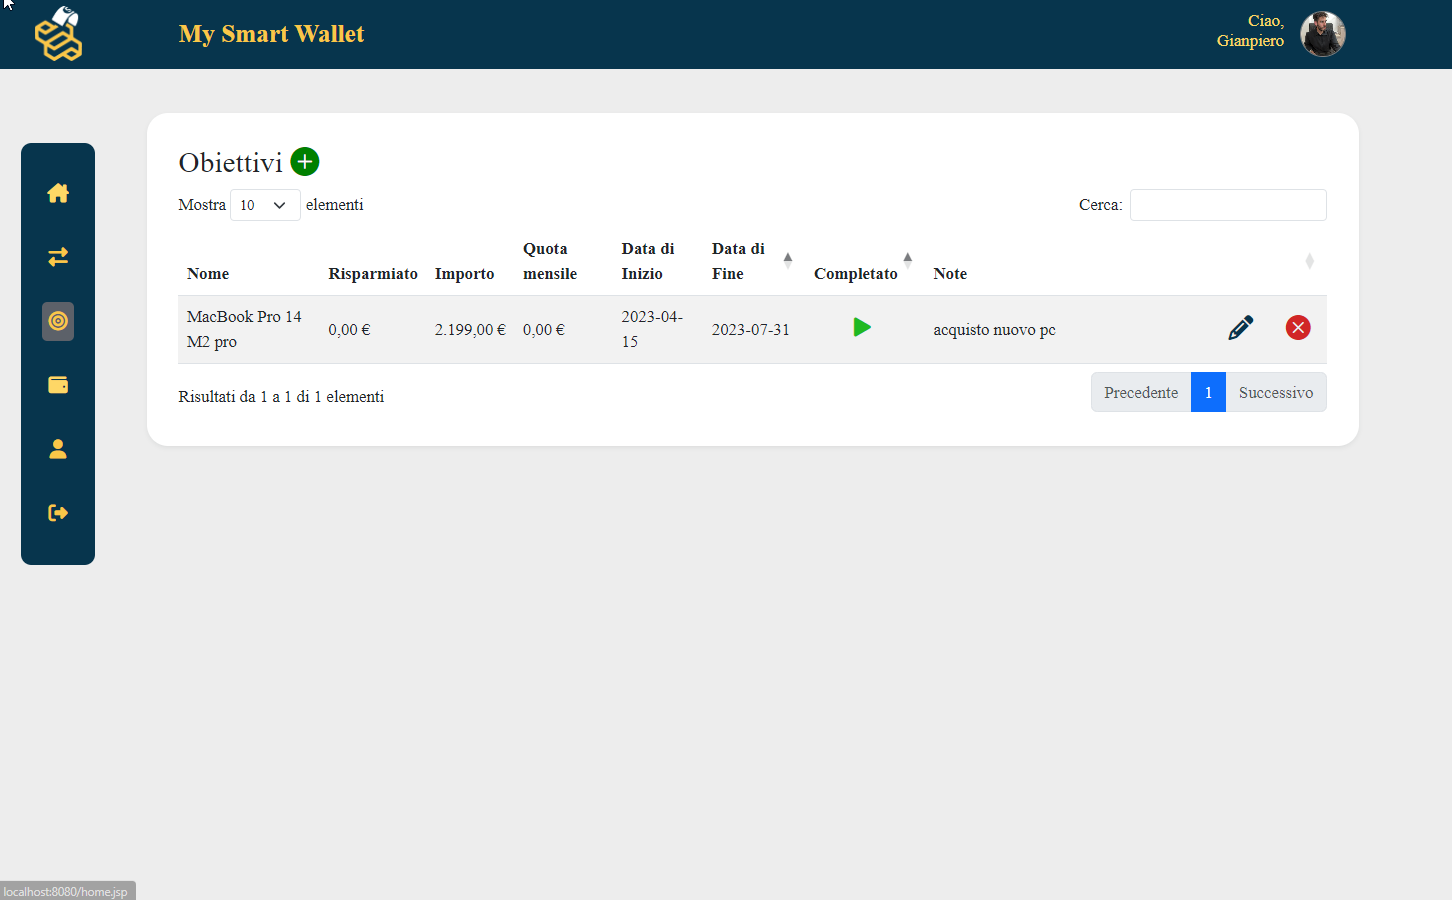 My Smart Wallet
Ciao,
Gianpiero
Obiettivi
Mostra 10 elementi
Cerca:
Nome
Risparmiato
Importo
Quota
mensile
Data di
Inizio
Data di
Fine
Completato
Note
MacBook Pro 14
M2 pro
0,00 €
2.199,00 €
0,00 €
2023-04-
15
2023-07-31
acquisto nuovo pc
Risultati da 1 a 1 di 1 elementi
Precedente 1 Successivo
localhost:8080/home.jsp